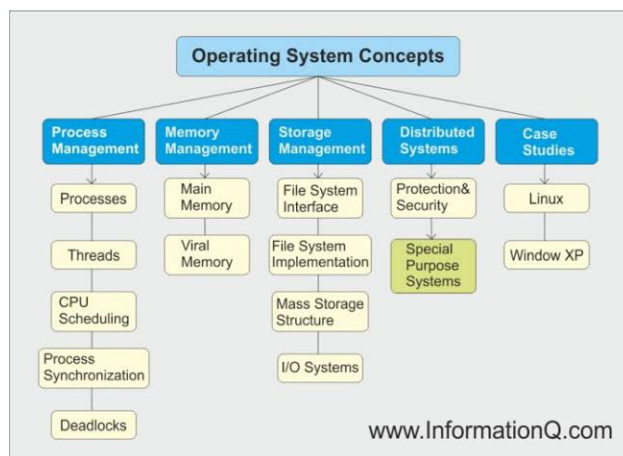 Operating System Concepts
Process
Management
Memory
Management
Storage
Management
Distributed
Systems
Case
Studies
Processes
Threads
CPU
Scheduling
Process
Synchronization
Deadlocks
Main
Memory
Viral
Memory
File System
Interface
File System
Implementation
Mass Storage
Structure
I/O Systems
Protection&
Security
Special
Purpose
Systems
Linux
Window XP
www.InformationQ.com